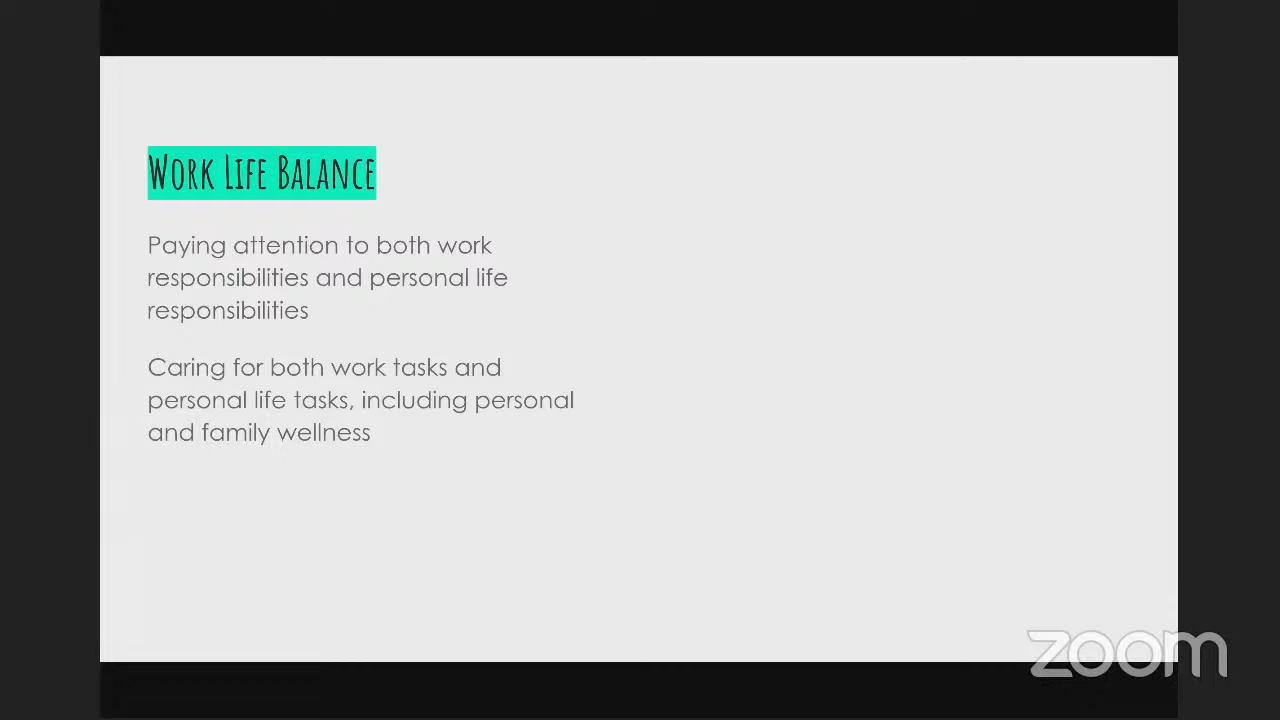 Work Life Balance
Paying attention to both work
responsibilities and personal life
responsibilities
Caring for both work tasks and
personal life tasks, including personal
and family wellness
zoom